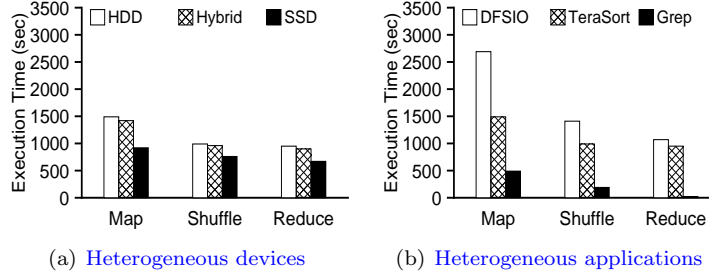 3500
3000
2500
2000
1500
1000
500
0
Execution Time (sec)
HDD Hybrid SSD
Map Shuffle Reduce
(a) Heterogeneous devices
3500
3000
2500
2000
1500
1000
500
0
Execution Time (sec)
DFSIO TeraSort Grep
Map Shuffle Reduce
(b) Heterogeneous applications